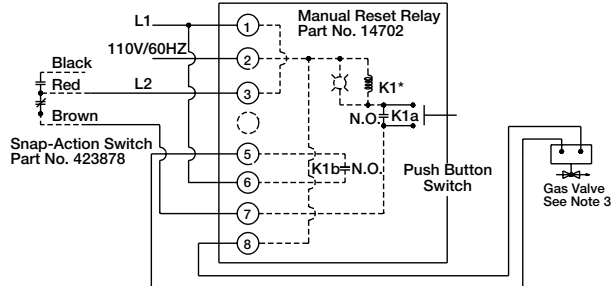 Manual Reset Relay
Part No. 14702
L1
110V/60HZ
L2
Black
Red
Brown
Snap-Action Switch
Part No. 423878
1
2
3
5
6
7
8
K1*
N.O.
K1a
K1b
N.O.
Push Button
Switch
Gas Valve
See Note 3